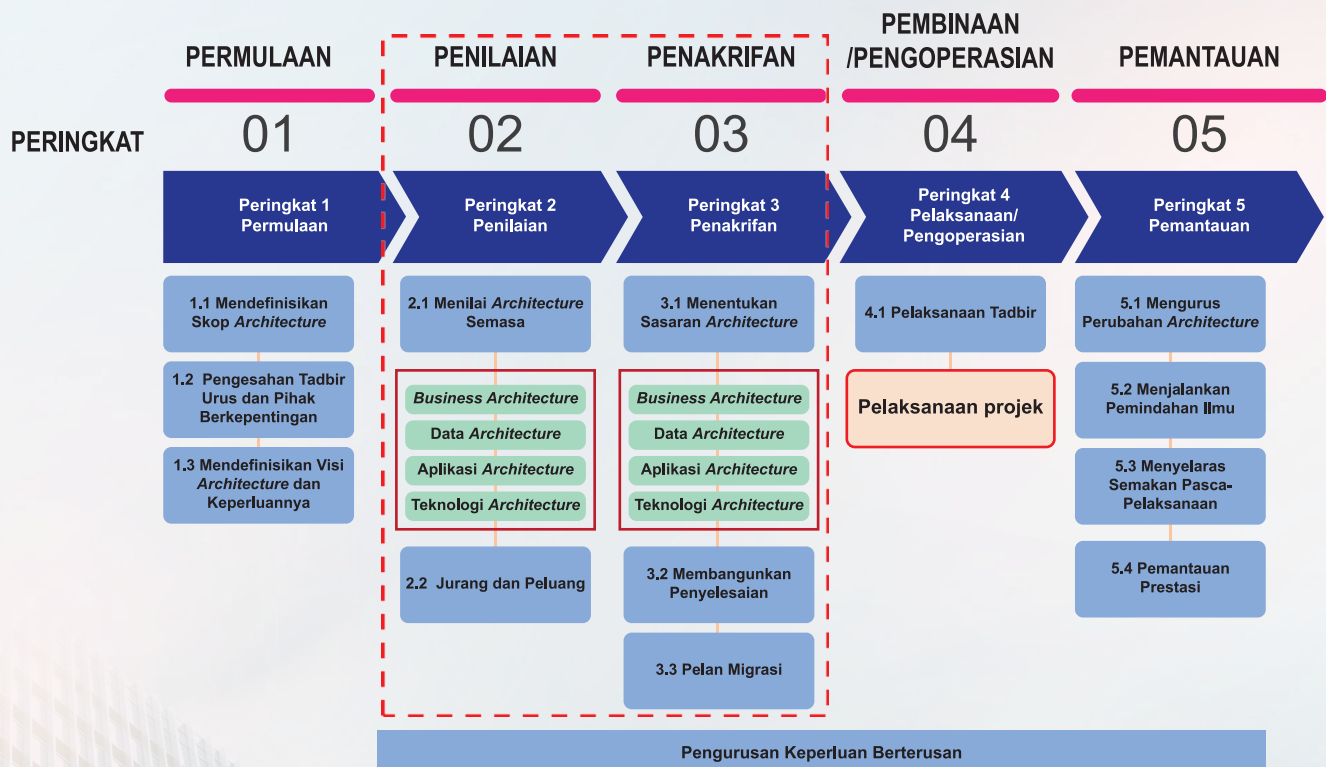 PERMULAAN
PENILAIAN
PENAKRIFAN
PEMBINAAN
/PENGOPERASIAN
PEMANTAUAN
PERINGKAT
01
02
03
04
05
Peringkat 1
Permulaan
Peringkat 2
Penilaian
Peringkat 3
Penakrifan
Peringkat 4
Pelaksanaan/
Pengoperasian
Peringkat 5
Pemantauan
1.1 Mendefinisikan
Skop Architecture
1.2 Pengesahan Tadbir
Urus dan Pihak
Berkepentingan
1.3 Mendefinisikan Visi
Architecture dan
Keperluannya
2.1 Menilai Architecture
Semasa
Business Architecture
Data Architecture
Aplikasi Architecture
Teknologi Architecture
2.2 Jurang dan Peluang
3.1 Menentukan
Sasaran Architecture
Business Architecture
Data Architecture
Aplikasi Architecture
Teknologi Architecture
3.2 Membangunkan
Penyelesaian
3.3 Pelan Migrasi
4.1 Pelaksanaan Tadbir
Pelaksanaan projek
5.1 Mengurus
Perubahan Architecture
5.2 Menjalankan
Pemindahan Ilmu
5.3 Menyelaras
Semakan Pasca-
Pelaksanaan
5.4 Pemantauan
Prestasi
Pengurusan Keperluan Berterusan